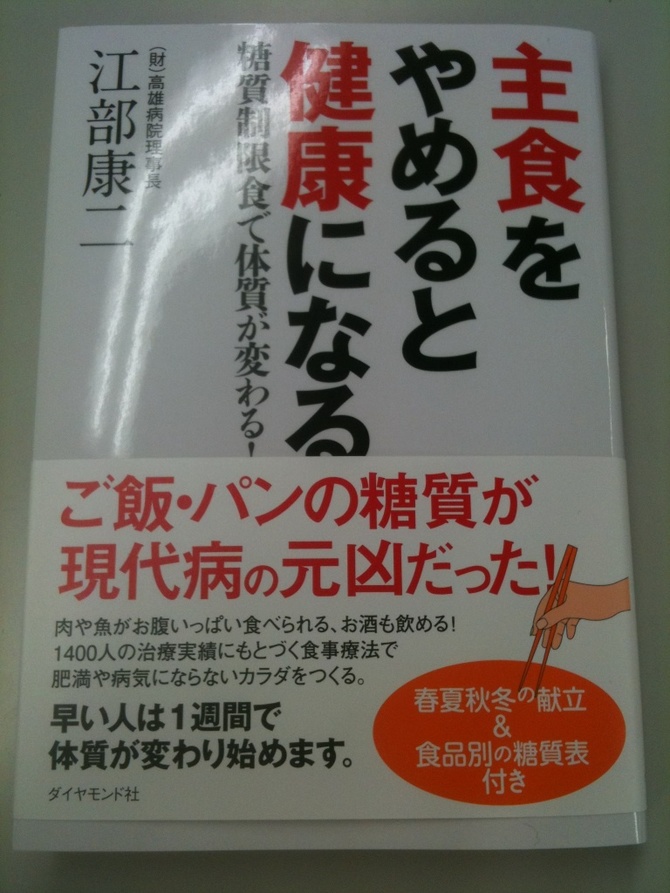 主食を
やめると
健康になる
糖質制限食で体質が変わる!
(財)高雄病院理事長
江部康二
ご飯・パンの糖質が
現代病の元凶だった!
肉や魚がお腹いっぱい食べられる、お酒も飲める!
1400人の治療実績にもとづく食事療法で
肥満や病気にならないカラダをつくる。
早い人は1週間で
体質が変わり始めます。
春夏秋冬の献立
&
食品別の糖質表
付き
ダイヤモンド社